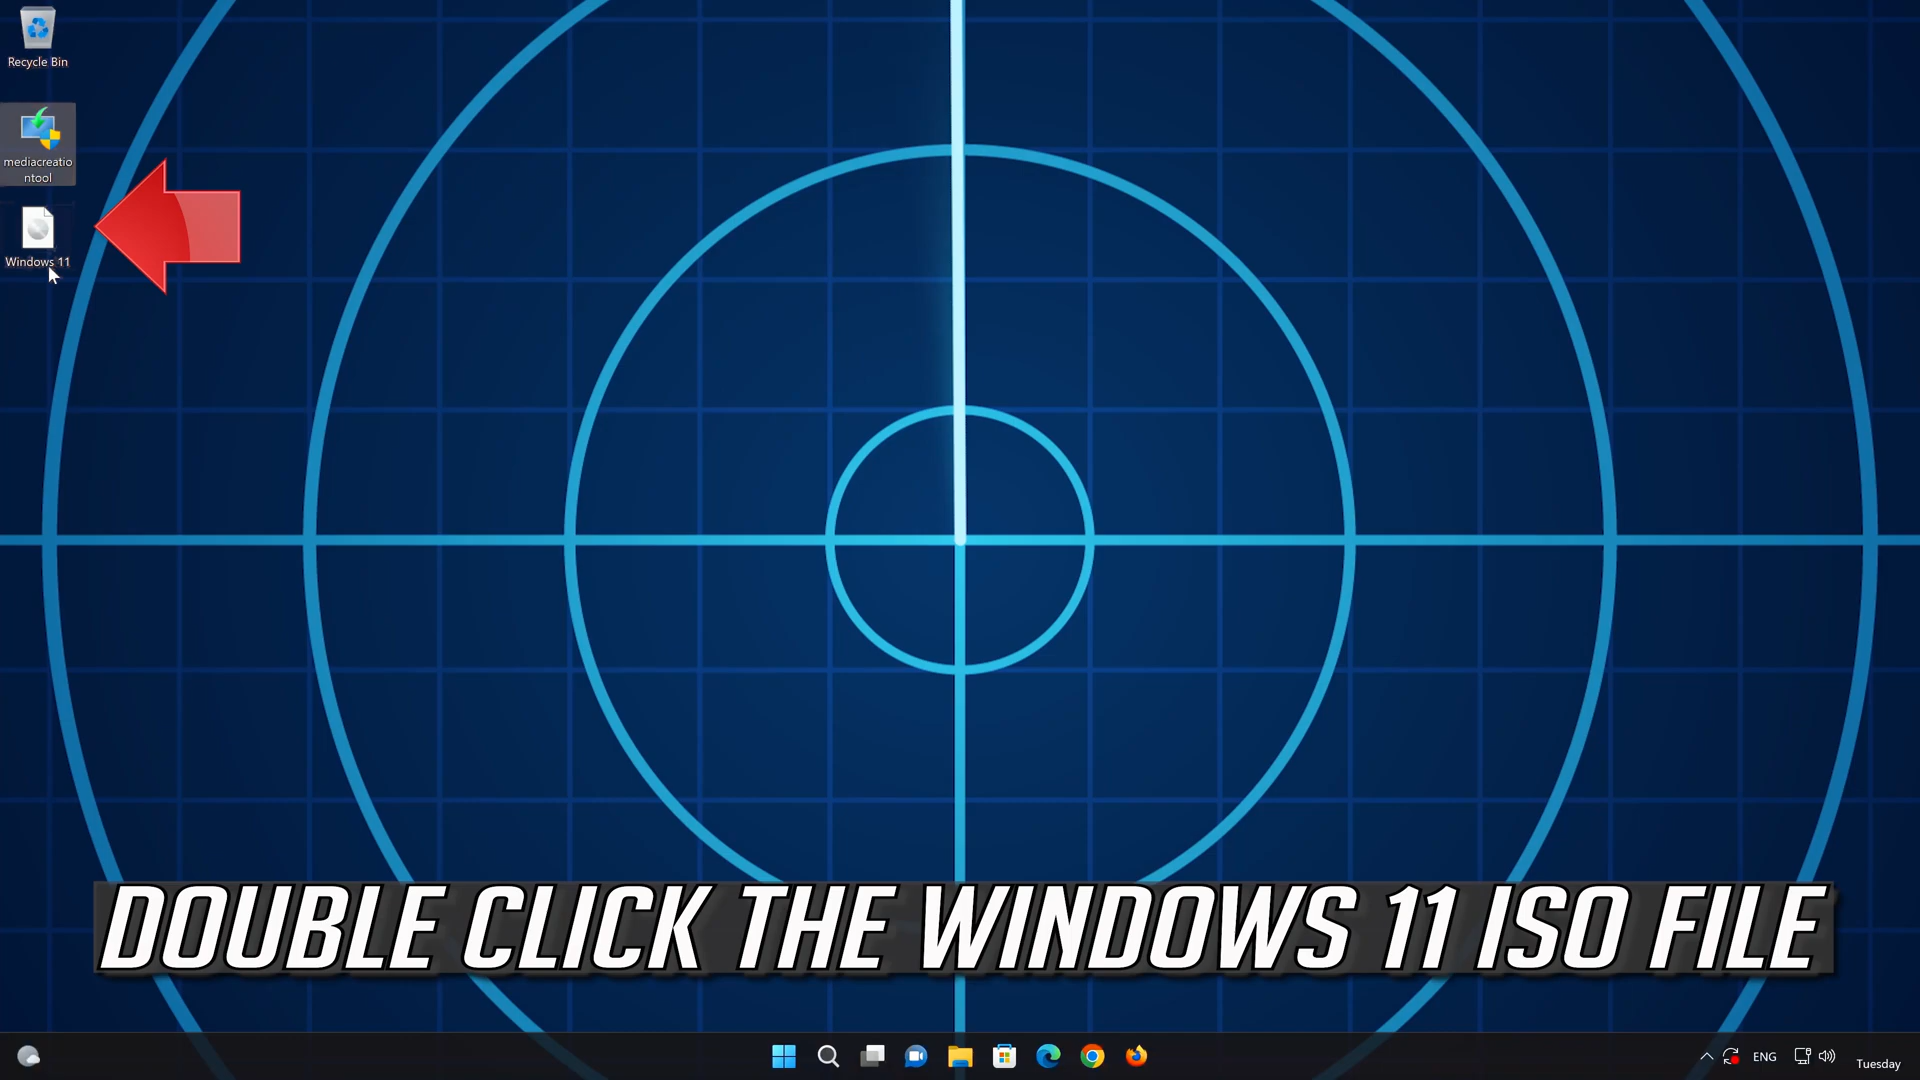 Recycle Bin
mediacreatio
ntool
Windows 11
DOUBLE CLICK THE WINDOWS 11 ISO FILE
ENG
Tuesday